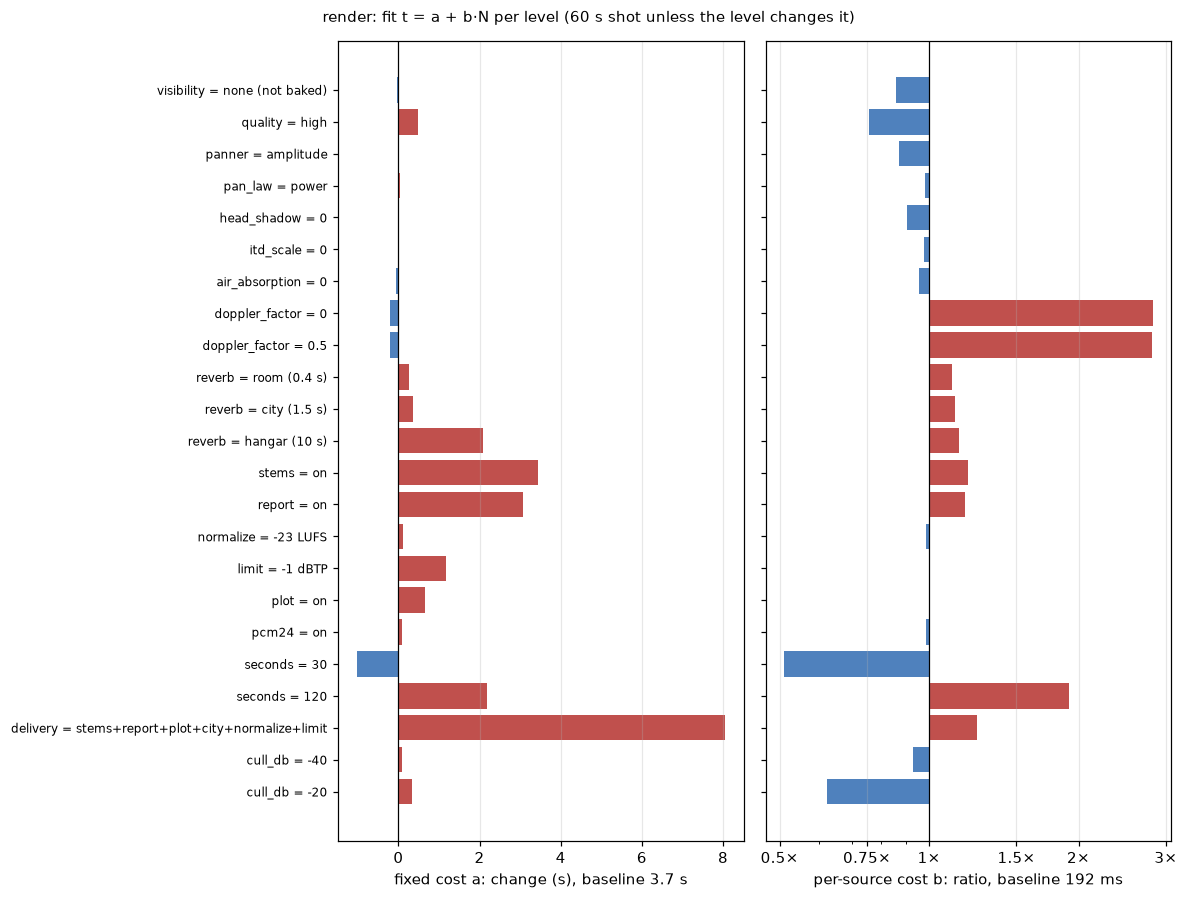 render: fit t = a + b·N per level (60 s shot unless the level changes it)
visibility = none (not baked)
quality = high
panner = amplitude
pan_law = power
head_shadow = 0
itd_scale = 0
air_absorption = 0
doppler_factor = 0
doppler_factor = 0.5
reverb = room (0.4 s)
reverb = city (1.5 s)
reverb = hangar (10 s)
stems = on
report = on
normalize = -23 LUFS
limit = -1 dBTP
plot = on
pcm24 = on
seconds = 30
seconds = 120
delivery = stems+report+plot+city+normalize+limit
cull_db = -40
cull_db = -20
0 2 4 6 8
fixed cost a: change (s), baseline 3.7 s
0.5× 0.75× 1× 1.5× 2× 3×
per-source cost b: ratio, baseline 192 ms